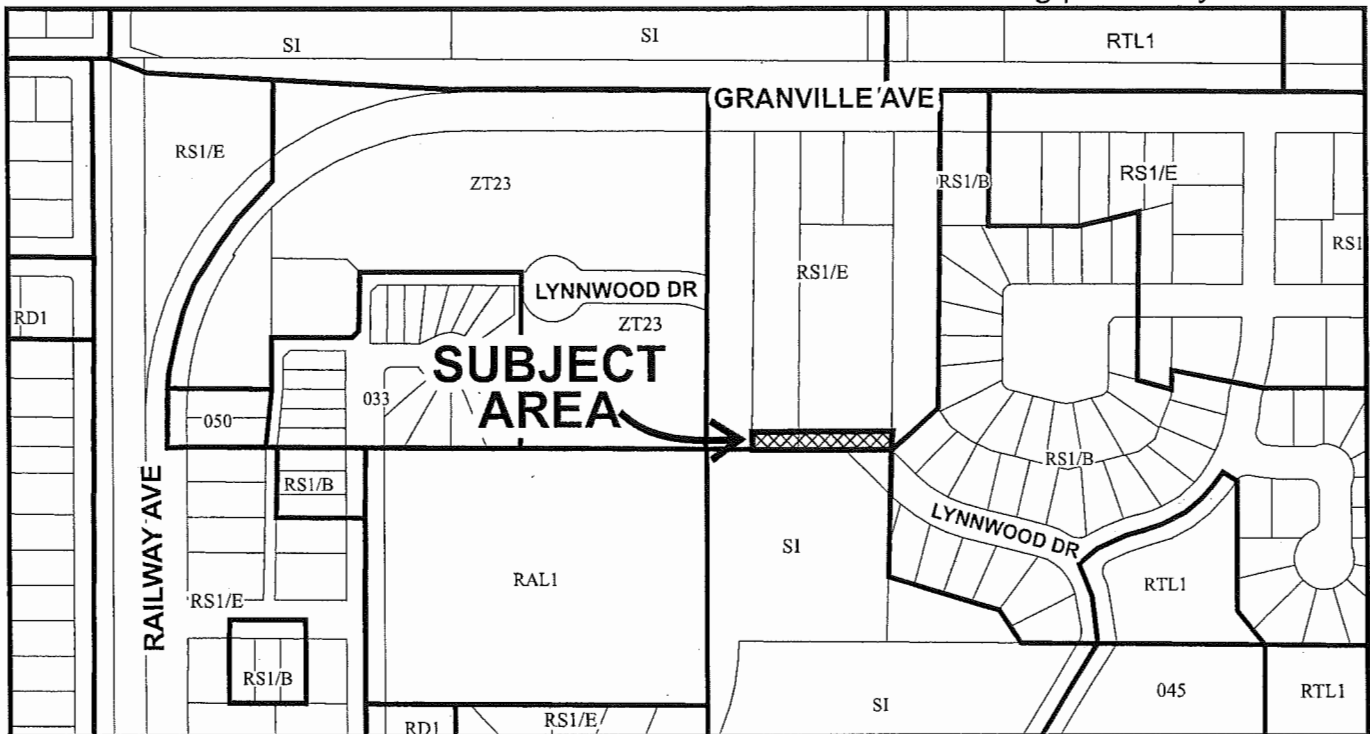 SI
SI
RTL1
GRANVILLE AVE
RS1/E
ZT23
RS1/B
RS1/E
RS1/E
RS1
LYNNWOOD DR
ZT23
RD1
SUBJECT
AREA
033
050
RS1/B
RS1/B
LYNNWOOD DR
SI
RAL1
RTL1
RS1/E
RAILWAY AVE
RS1/B
SI
045
RTL1
RD1
RS1/E